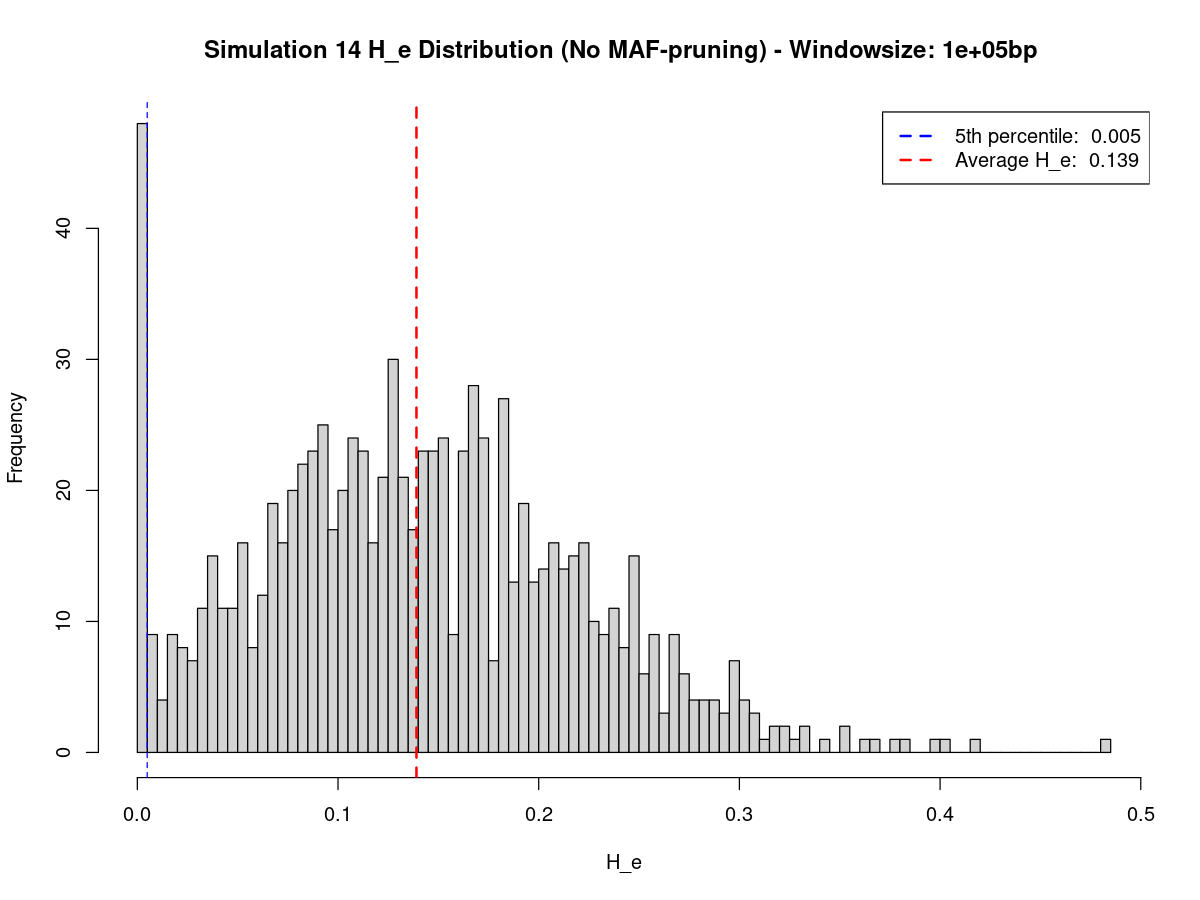 Simulation 14 H_e Distribution (No MAF-pruning) - Windowsize: 1e+05bp
5th percentile:  0.005
Average H_e:  0.139
Frequency
40
30
20
10
0
0.0 0.1 0.2 0.3 0.4 0.5
H_e